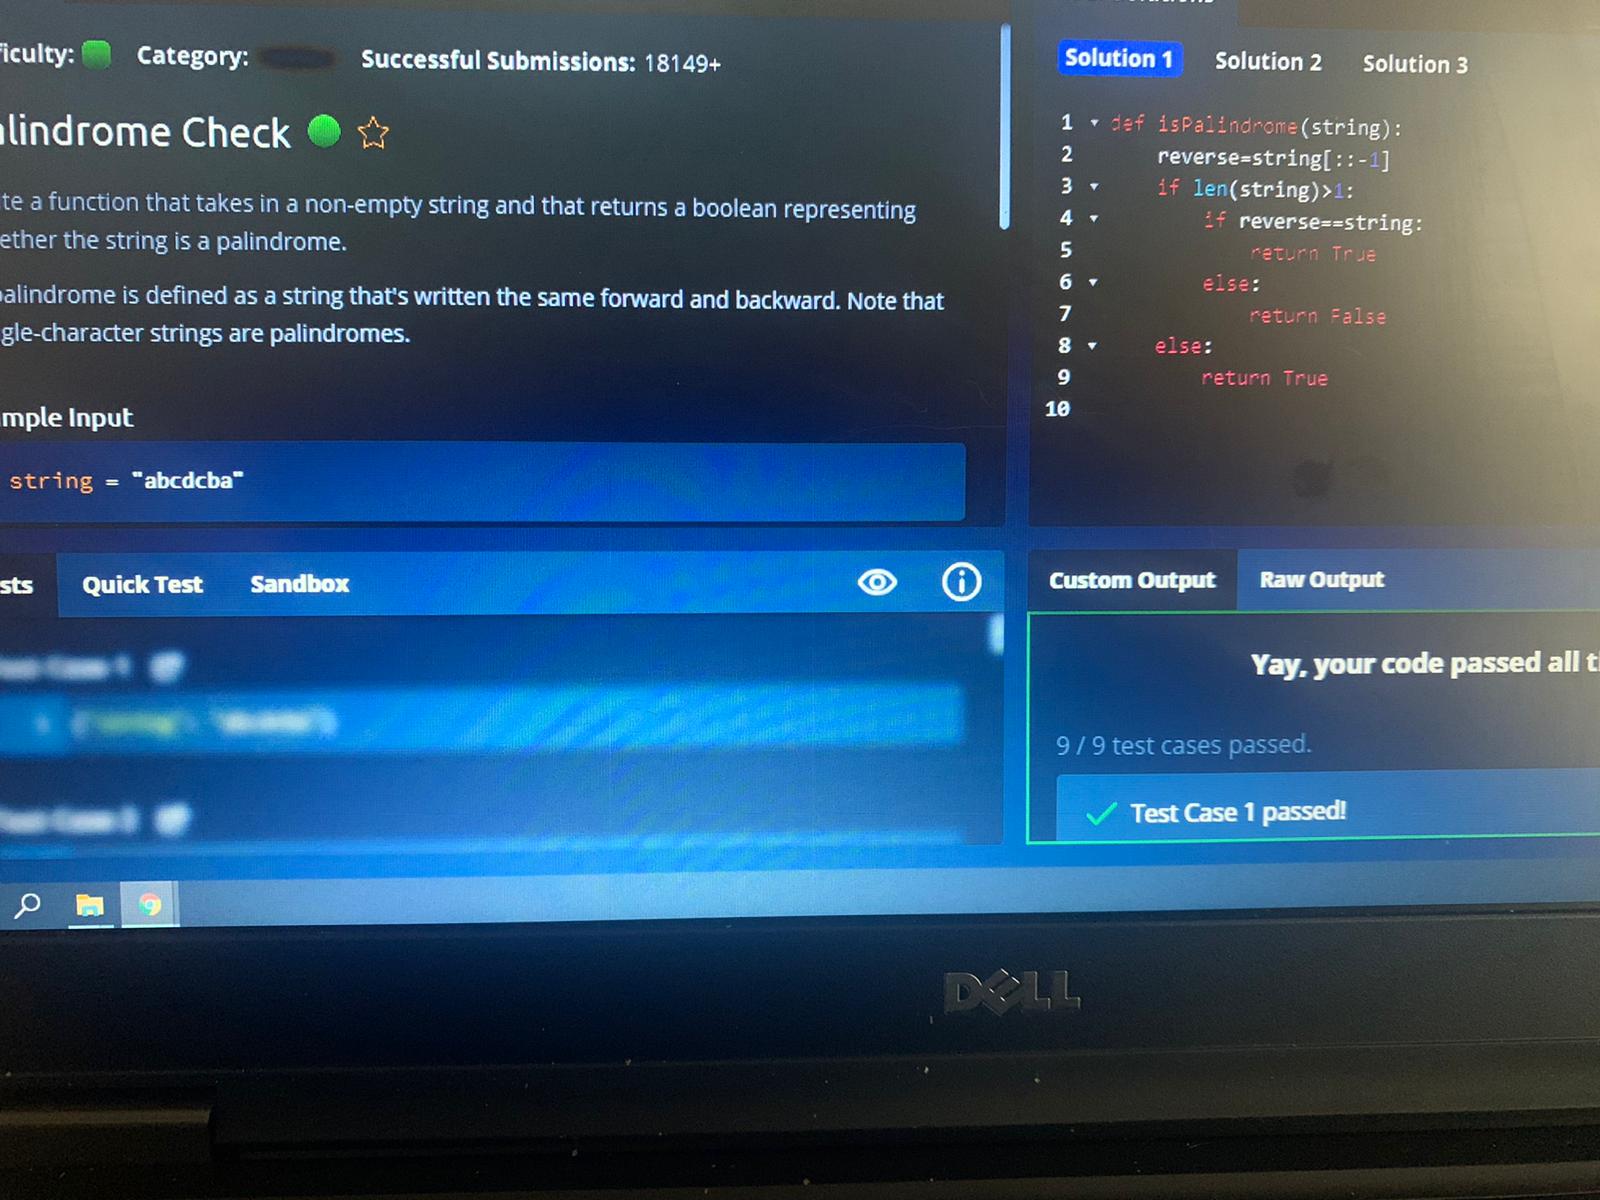 iculty: Category: Successful Submissions: 18149+
lindrome Check
te a function that takes in a non-empty string and that returns a boolean representing
ether the string is a palindrome.
alindrome is defined as a string that's written the same forward and backward. Note that
gle-character strings are palindromes.
mple Input
string = "abcdcba"
sts Quick Test Sandbox
Solution 1 Solution 2 Solution 3
1 def isPalindrome(string):
2 reverse=string[::-1]
3 if len(string)>1:
4 if reverse==string:
5 return True
6 else:
7 return False
8 else:
9 return True
10
Custom Output Raw Output
Yay, your code passed all t
9 / 9 test cases passed.
Test Case 1 passed!
DELL